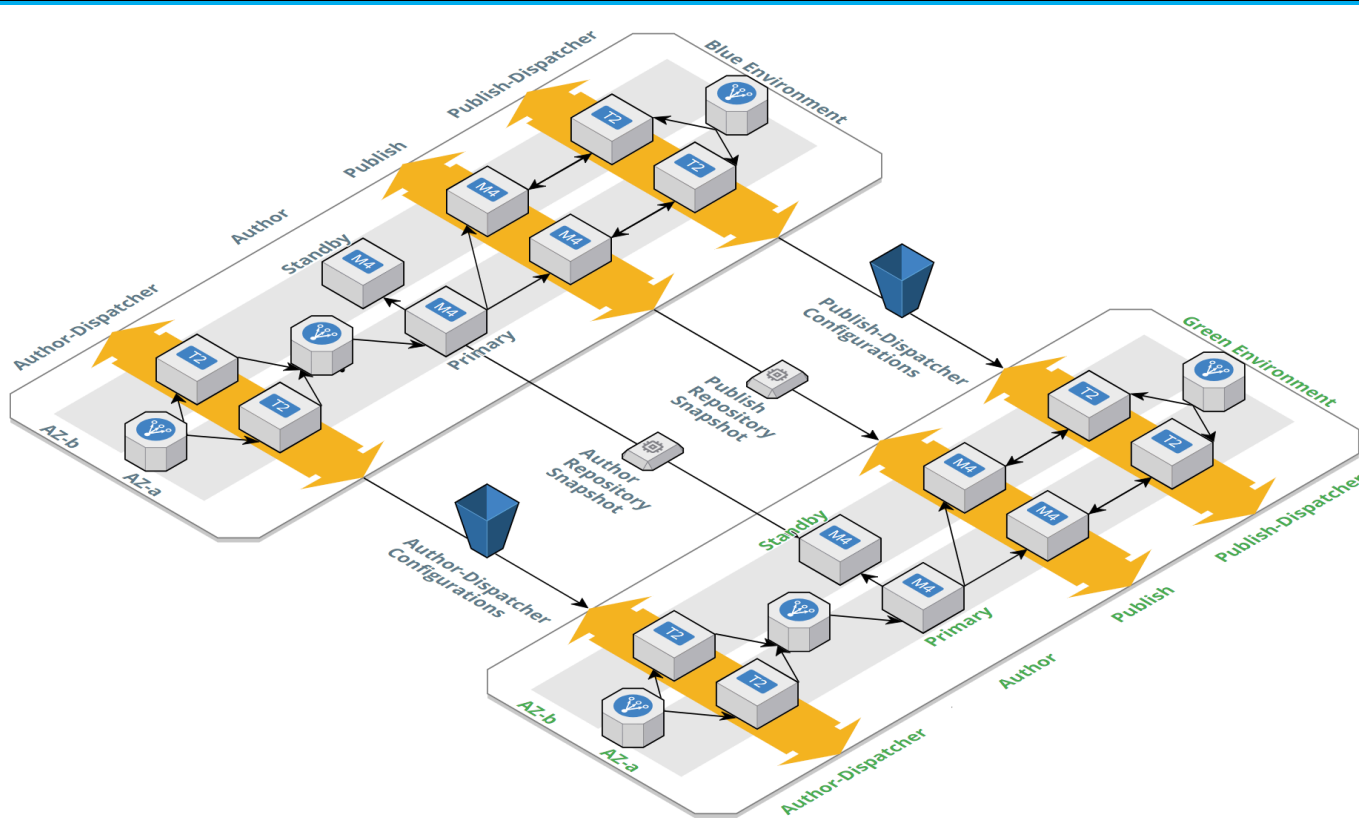 Blue Environment
Publish-Dispatcher
Publish
Author
Standby
Author-Dispatcher
T2
T2
M4
M4
M4
M4
T2
T2
Primary
AZ-b
AZ-a
Publish-Dispatcher
Configurations
Publish
Repository
Snapshot
Author
Repository
Snapshot
Author-Dispatcher
Configurations
Green Environment
T2
T2
M4
M4
Standby
M4
M4
T2
T2
Primary
AZ-b
AZ-a
Publish-Dispatcher
Publish
Author
Author-Dispatcher